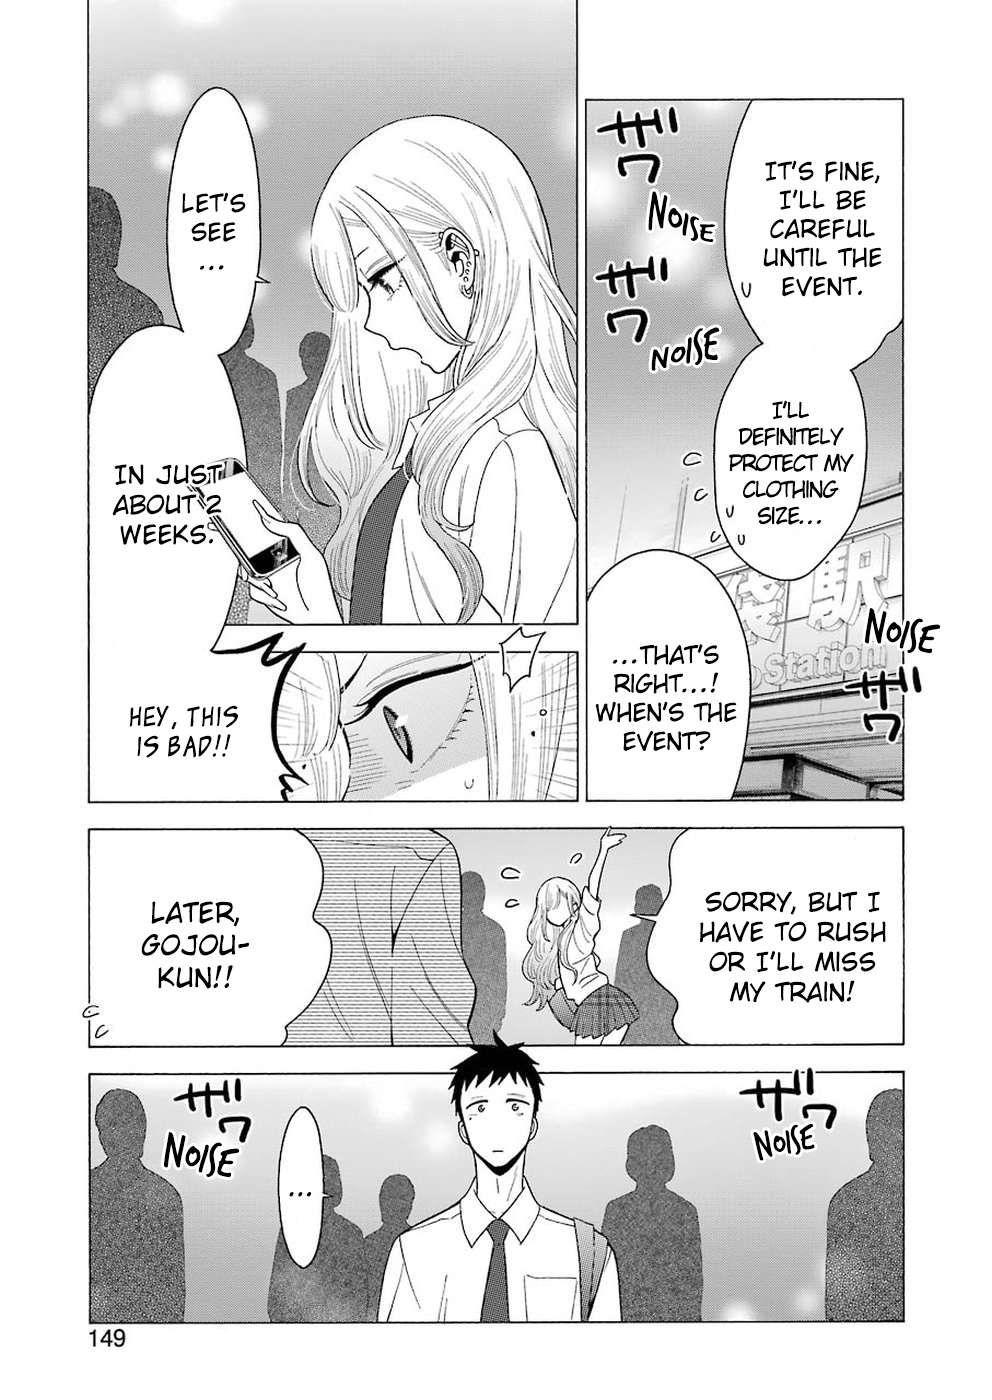 ザワ
NOISE
ザワ
NOISE
IT'S FINE,
I'LL BE
CAREFUL
UNTIL THE
EVENT.
I'LL
DEFINITELY
PROTECT MY
CLOTHING
SIZE...
袋駅
Station
NOISE
ザワ
...THAT'S
RIGHT...!
WHEN'S THE
EVENT?
LET'S
SEE
...
IN JUST
ABOUT 2
WEEKS.
HEY, THIS
IS BAD!!
SORRY, BUT I
HAVE TO RUSH
OR I'LL MISS
MY TRAIN!
LATER,
GOJOU-
KUN!!
ザワ
NOISE
...
ザワ
NOISE
149